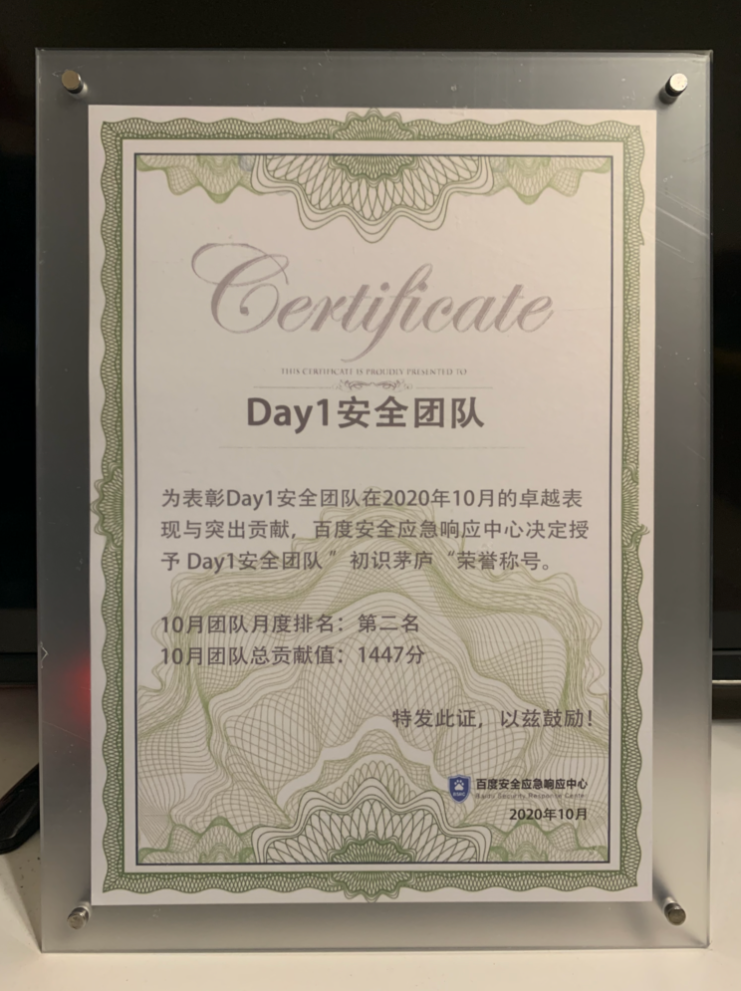 Certificate
THIS CERTIFICATE IS PROUDLY PRESENTED TO
Day1安全团队
为表彰Day1安全团队在2020年10月的卓越表
现与突出贡献，百度安全应急响应中心决定授
予 Day1安全团队 ” 初识茅庐 “荣誉称号。
10月团队月度排名：第二名
10月团队总贡献值：1447分
特发此证，以兹鼓励！
百度安全应急响应中心
Baidu Security Response Center
2020年10月